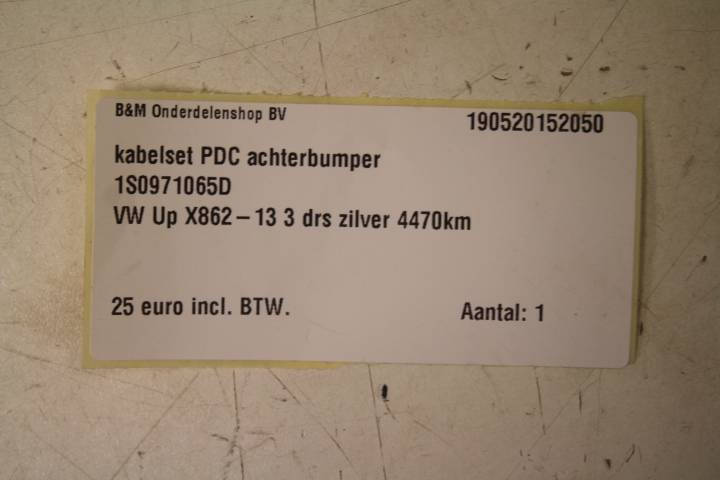 B&M Onderdelenshop BV 190520152050
kabelset PDC achterbumper
1S0971065D
VW Up X862-13 3 drs zilver 4470km
25 euro incl. BTW. Aantal: 1